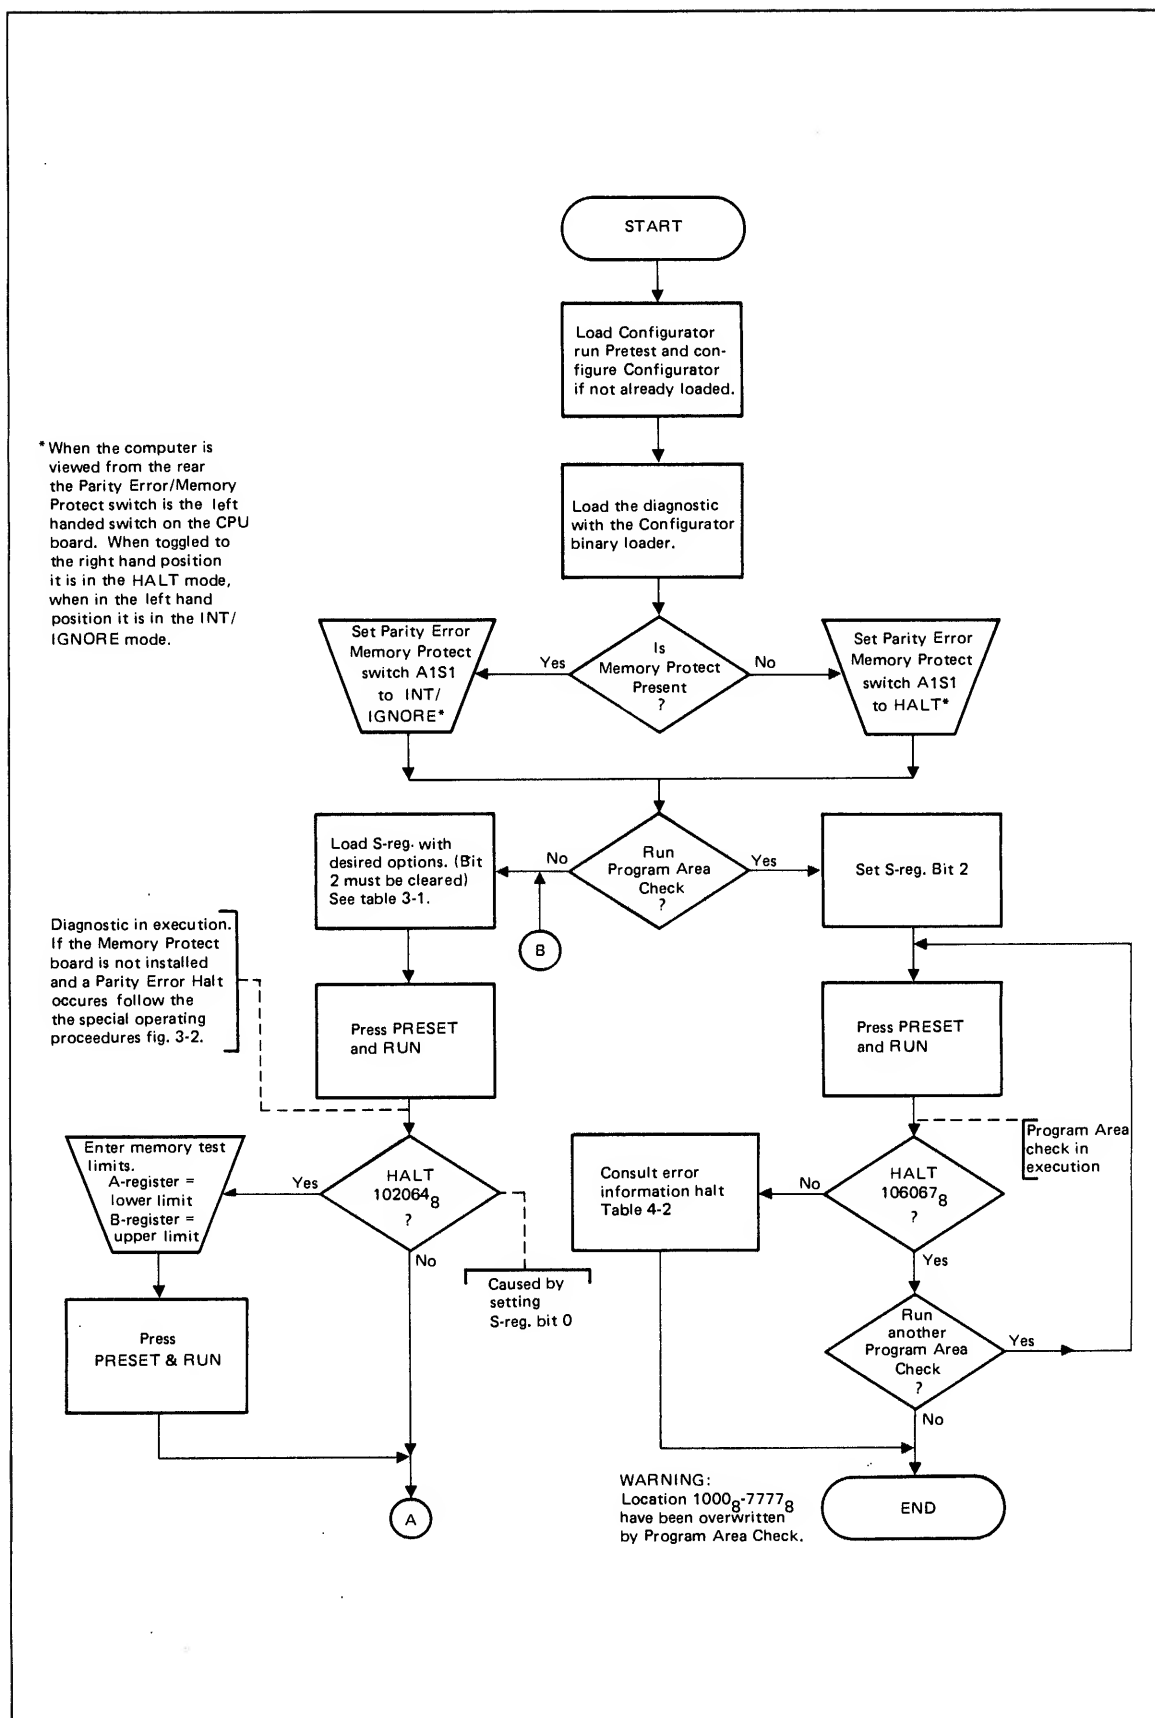 START
Load Configurator
run Pretest and con-
figure Configurator
if not already loaded.
*When the computer is
viewed from the rear
the Parity Error/Memory
Protect switch is the left
handed switch on the CPU
board. When toggled to
the right hand position
it is in the HALT mode,
when in the left hand
position it is in the INT/
IGNORE mode.
Load the diagnostic
with the Configurator
binary loader.
Set Parity Error
Memory Protect
switch A1S1
to INT/
IGNORE*
Yes
Is
Memory Protect
Present
?
No
Set Parity Error
Memory Protect
switch A1S1
to HALT*
Load S-reg. with
desired options. (Bit
2 must be cleared)
See table 3-1.
No
Run
Program Area
Check
?
Yes
Set S-reg. Bit 2
B
Diagnostic in execution.
If the Memory Protect
board is not installed
and a Parity Error Halt
occures follow the
the special operating
proceedures fig. 3-2.
Press PRESET
and RUN
Press PRESET
and RUN
Program Area
check in
execution
Enter memory test
limits.
A-register =
lower limit
B-register =
upper limit
Yes
HALT
102064₈
?
No
Caused by
setting
S-reg. bit 0
Consult error
information halt
Table 4-2
No
HALT
106067₈
?
Yes
Press
PRESET & RUN
Run
another
Program Area
Check
?
Yes
No
A
WARNING:
Location 1000₈-7777₈
have been overwritten
by Program Area Check.
END